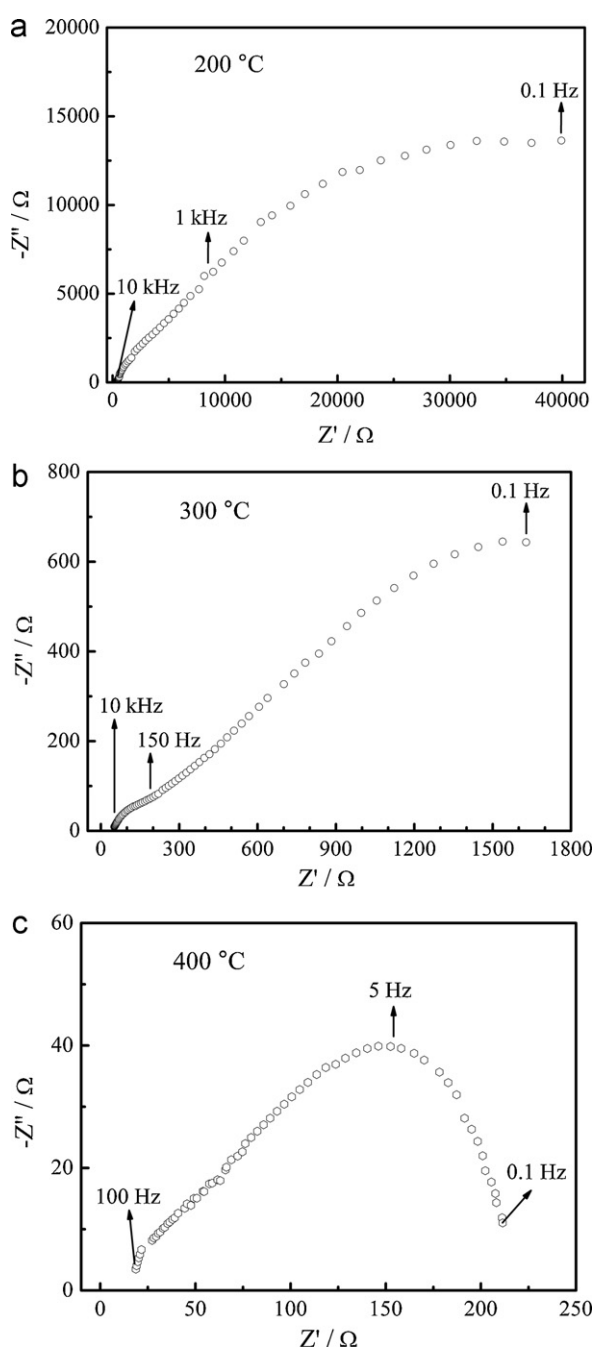 a
20000
200 °C
0.1 Hz
15000
-Z" / Ω
1 kHz
10000
10 kHz
5000
0
0 10000 20000 30000 40000
Z' / Ω
b
800
300 °C
0.1 Hz
600
-Z" / Ω
400
10 kHz
150 Hz
200
0
0 300 600 900 1200 1500 1800
Z' / Ω
c
60
400 °C
5 Hz
40
-Z" / Ω
20
100 Hz
0.1 Hz
0
0 50 100 150 200 250
Z' / Ω